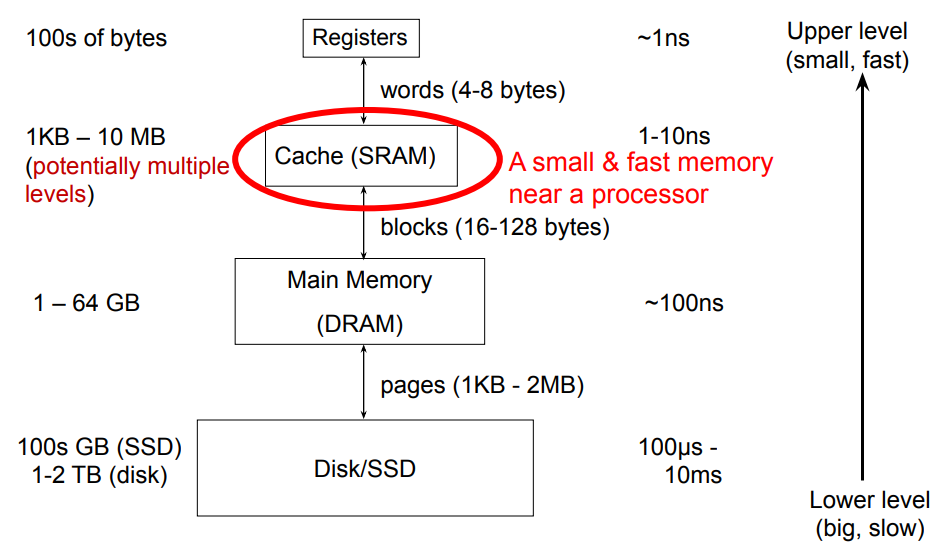 100s of bytes
Registers
~1ns
Upper level
(small, fast)
words (4-8 bytes)
1KB – 10 MB
(potentially multiple
levels)
Cache (SRAM)
1-10ns
A small & fast memory
near a processor
blocks (16-128 bytes)
1 – 64 GB
Main Memory
(DRAM)
~100ns
pages (1KB - 2MB)
100s GB (SSD)
1-2 TB (disk)
Disk/SSD
100µs -
10ms
Lower level
(big, slow)